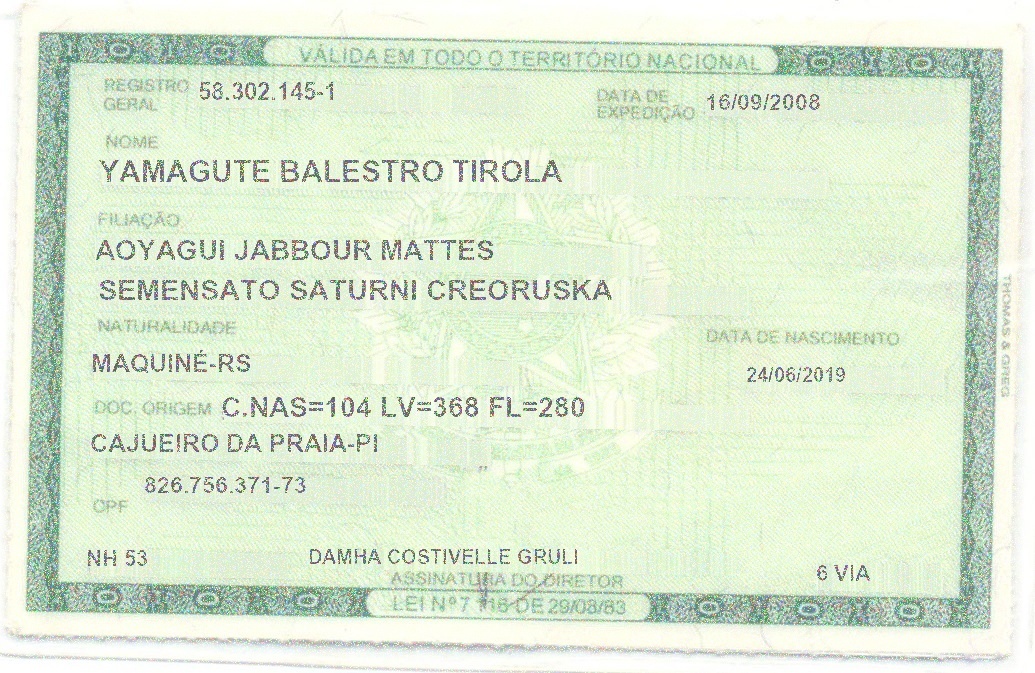 VÁLIDA EM TODO O TERRITÓRIO NACIONAL
REGISTRO GERAL 58.302.145-1
DATA DE EXPEDIÇÃO 16/09/2008
NOME
YAMAGUTE BALESTRO TIROLA
FILIAÇÃO
AOYAGUI JABBOUR MATTES
SEMENSATO SATURNI CREORUSKA
NATURALIDADE
DATA DE NASCIMENTO
MAQUINÉ-RS
24/06/2019
DOC. ORIGEM C.NAS=104 LV=368 FL=280
CAJUEIRO DA PRAIA-PI
826.756.371-73
CPF
NH 53
DAMHA COSTIVELLE GRULI
6 VIA
ASSINATURA DO DIRETOR
LEI Nº 7 116 DE 29/08/83
THOMAS & GREG